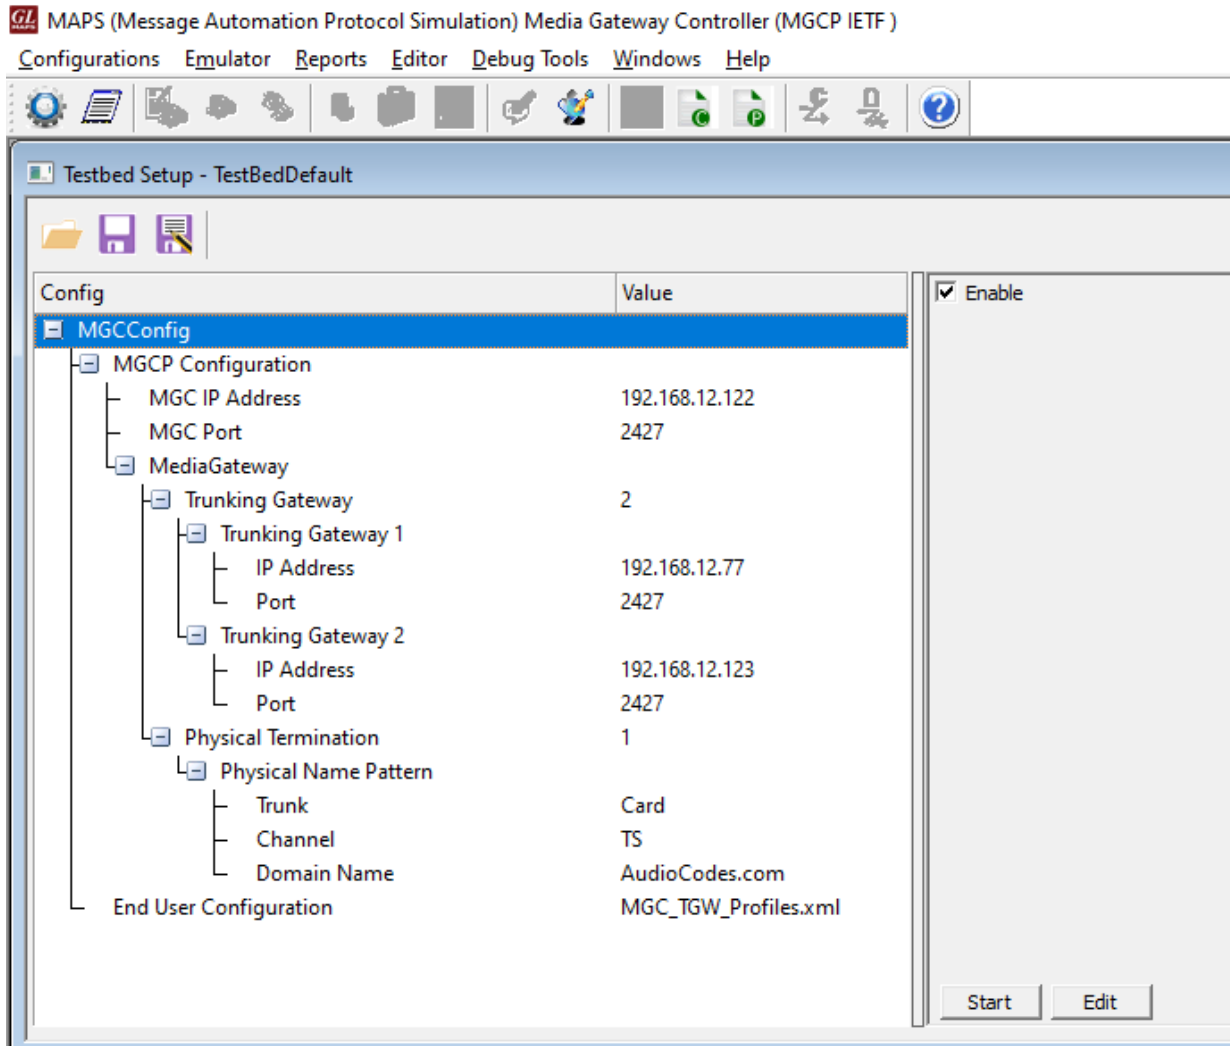 GL MAPS MAPS (Message Automation Protocol Simulation) Media Gateway Controller (MGCP IETF )
Configurations Emulator Reports Editor Debug Tools Windows Help
C P ?
Testbed Setup - TestBedDefault
Config Value
Enable
MGCConfig
MGCP Configuration
MGC IP Address 192.168.12.122
MGC Port 2427
MediaGateway
Trunking Gateway 2
Trunking Gateway 1
IP Address 192.168.12.77
Port 2427
Trunking Gateway 2
IP Address 192.168.12.123
Port 2427
Physical Termination 1
Physical Name Pattern
Trunk Card
Channel TS
Domain Name AudioCodes.com
End User Configuration MGC_TGW_Profiles.xml
Start Edit